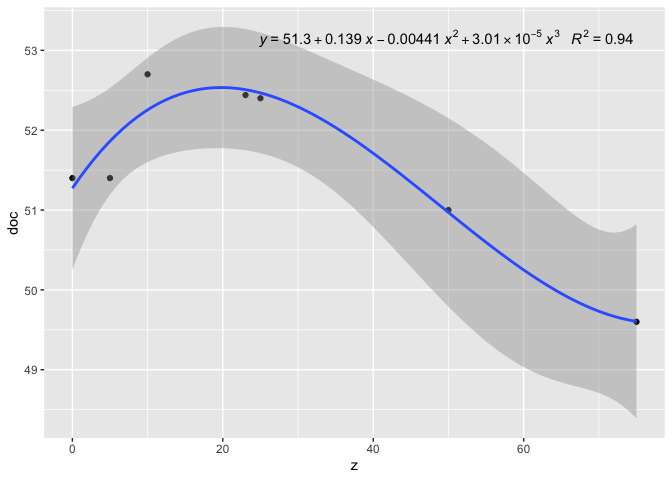 y = 51.3 + 0.139 x − 0.00441 x² + 3.01 × 10⁻⁵ x³ R² = 0.94
53
52
51
50
49
doc
0 20 40 60
z